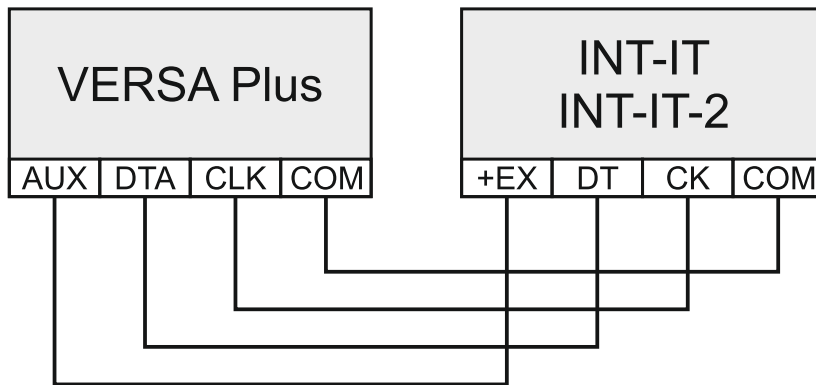 VERSA Plus
AUX DTA CLK COM
INT-IT
INT-IT-2
+EX DT CK COM